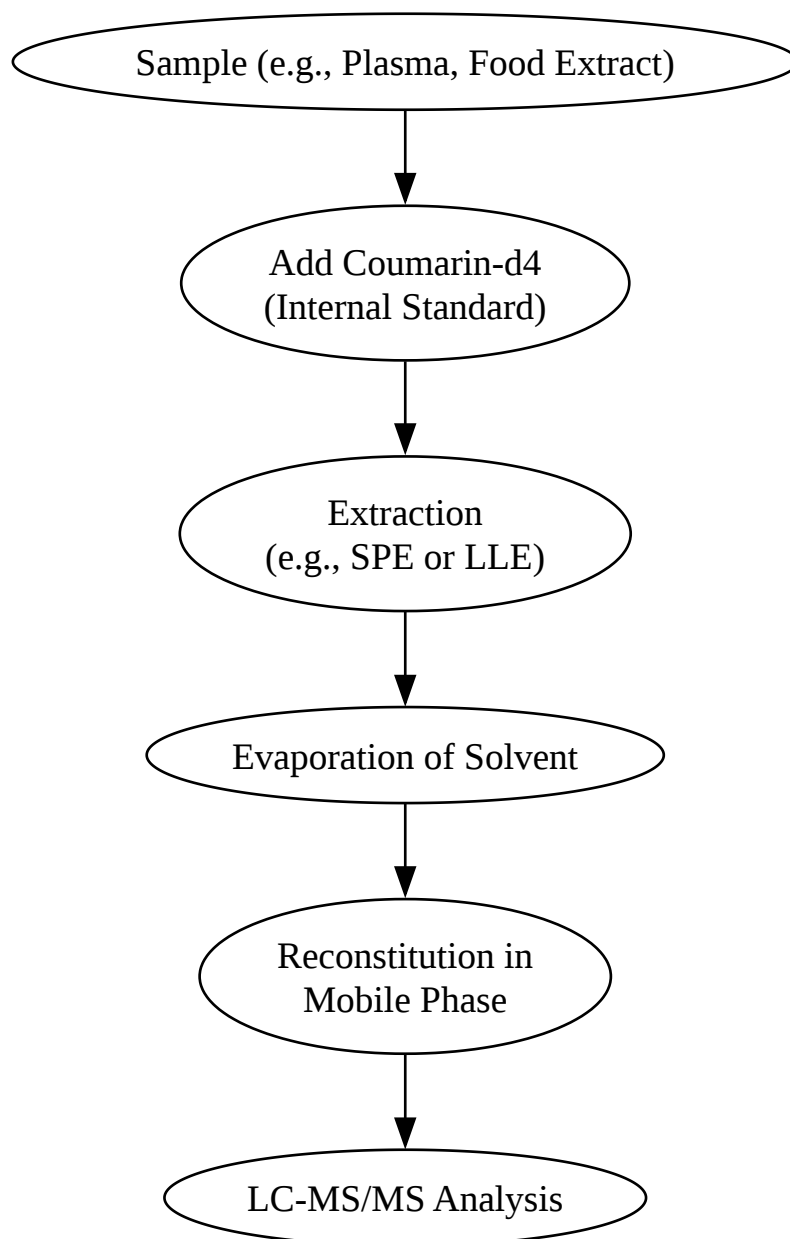 Sample (e.g., Plasma, Food Extract)
Add Coumarin-d4
(Internal Standard)
Extraction
(e.g., SPE or LLE)
Evaporation of Solvent
Reconstitution in
Mobile Phase
LC-MS/MS Analysis